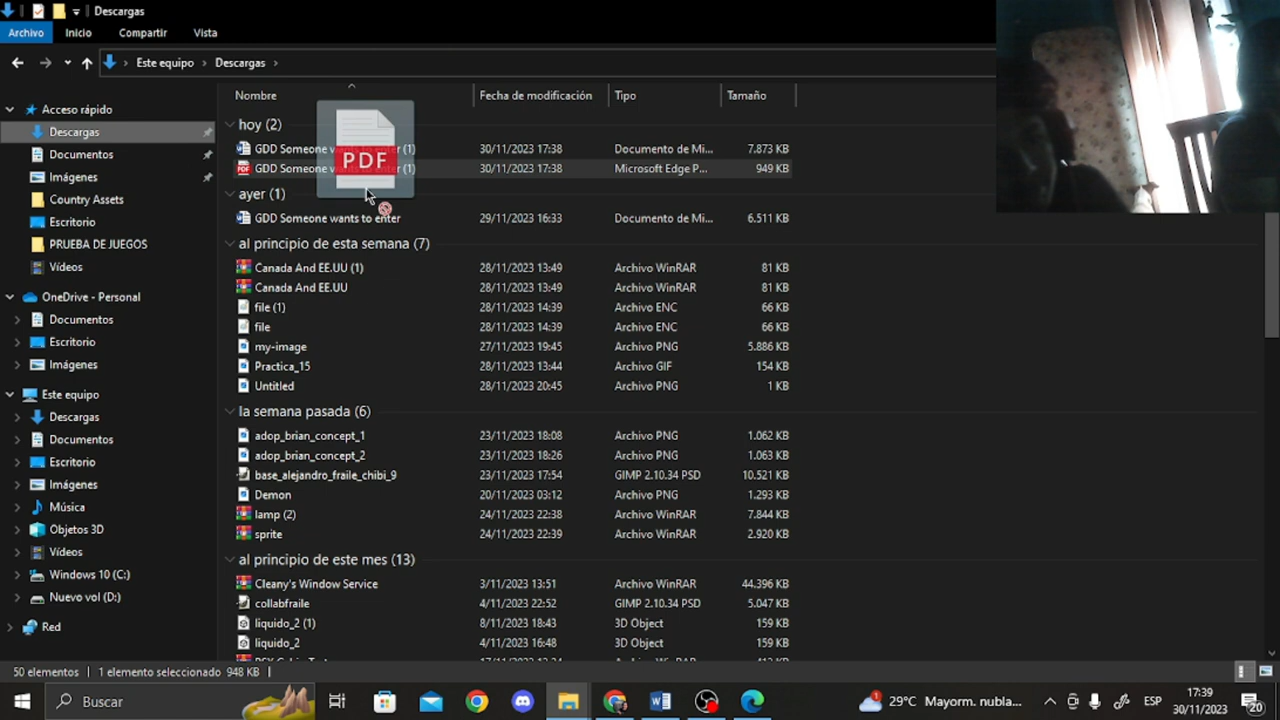 Descargas
Archivo Inicio Compartir Vista
Este equipo Descargas
Nombre Fecha de modificación Tipo Tamaño
Acceso rápido
Descargas
Documentos
Imágenes
Country Assets
Escritorio
PRUEBA DE JUEGOS
Vídeos
OneDrive - Personal
Documentos
Escritorio
Imágenes
Este equipo
Descargas
Documentos
Escritorio
Imágenes
Música
Objetos 3D
Vídeos
Windows 10 (C:)
Nuevo vol (D:)
Red
hoy (2)
GDD Someone wants to enter (1) 30/11/2023 17:38 Documento de Mi... 7.873 KB
GDD Someone wants to enter (1) 30/11/2023 17:38 Microsoft Edge P... 949 KB
PDF
ayer (1)
GDD Someone wants to enter 29/11/2023 16:33 Documento de Mi... 6.511 KB
al principio de esta semana (7)
Canada And EE.UU (1) 28/11/2023 13:49 Archivo WinRAR 81 KB
Canada And EE.UU 28/11/2023 13:49 Archivo WinRAR 81 KB
file (1) 28/11/2023 14:39 Archivo ENC 66 KB
file 28/11/2023 14:39 Archivo ENC 66 KB
my-image 27/11/2023 19:45 Archivo PNG 5.886 KB
Practica_15 28/11/2023 13:44 Archivo GIF 154 KB
Untitled 28/11/2023 20:45 Archivo PNG 1 KB
la semana pasada (6)
adop_brian_concept_1 23/11/2023 18:08 Archivo PNG 1.062 KB
adop_brian_concept_2 23/11/2023 18:26 Archivo PNG 1.063 KB
base_alejandro_fraile_chibi_9 23/11/2023 17:54 GIMP 2.10.34 PSD 10.521 KB
Demon 20/11/2023 03:12 Archivo PNG 1.293 KB
lamp (2) 24/11/2023 22:38 Archivo WinRAR 7.844 KB
sprite 24/11/2023 22:39 Archivo WinRAR 2.920 KB
al principio de este mes (13)
Cleany's Window Service 3/11/2023 13:51 Archivo WinRAR 44.396 KB
collabfraile 4/11/2023 22:52 GIMP 2.10.34 PSD 5.047 KB
liquido_2 (1) 8/11/2023 18:43 3D Object 159 KB
liquido_2 4/11/2023 16:48 3D Object 159 KB
50 elementos 1 elemento seleccionado 948 KB
Buscar
1 29°C Mayorm. nubla... ESP 17:39
30/11/2023 20